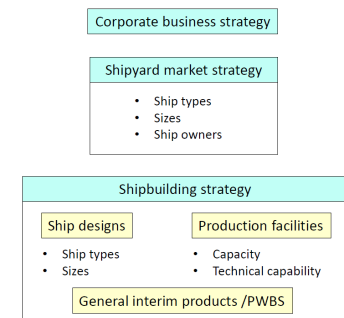 Corporate business strategy
Shipyard market strategy
• Ship types
• Sizes
• Ship owners
Shipbuilding strategy
Ship designs
• Ship types
• Sizes
Production facilities
• Capacity
• Technical capability
General interim products /PWBS